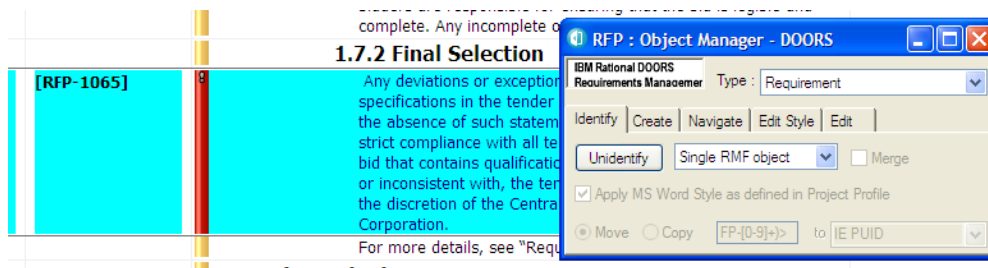 complete. Any incomplete o
1.7.2 Final Selection
[RFP-1065]
Any deviations or exception
specifications in the tender
the absence of such statem
strict compliance with all te
bid that contains qualificatio
or inconsistent with, the ten
the discretion of the Centra
Corporation.
For more details, see “Requ
RFP : Object Manager - DOORS
IBM Rational DOORS
Requirements Managemer
Type :
Requirement
Identify
Create
Navigate
Edit Style
Edit
Unidentify
Single RMF object
Merge
Apply MS Word Style as defined in Project Profile
Move
Copy
FP-[0-9]+)>
to
IE PUID